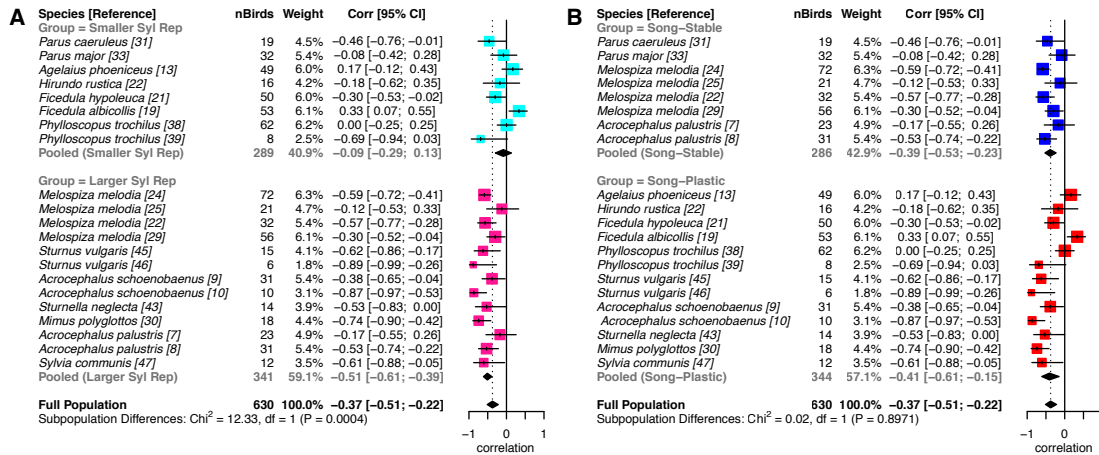 A
Species [Reference] nBirds Weight Corr [95% CI]
Group = Smaller Syl Rep
Parus caeruleus [31] 19 4.5% −0.46 [−0.76; −0.01]
Parus major [33] 32 5.4% −0.08 [−0.42; 0.28]
Agelaius phoeniceus [13] 49 6.0% 0.17 [−0.12; 0.43]
Hirundo rustica [22] 16 4.2% −0.18 [−0.62; 0.35]
Ficedula hypoleuca [21] 50 6.0% −0.30 [−0.53; −0.02]
Ficedula albicollis [19] 53 6.1% 0.33 [0.07; 0.55]
Phylloscopus trochilus [38] 62 6.2% 0.00 [−0.25; 0.25]
Phylloscopus trochilus [39] 8 2.5% −0.69 [−0.94; 0.03]
Pooled (Smaller Syl Rep) 289 40.9% −0.09 [−0.29; 0.13]
Group = Larger Syl Rep
Melospiza melodia [24] 72 6.3% −0.59 [−0.72; −0.41]
Melospiza melodia [25] 21 4.7% −0.12 [−0.53; 0.33]
Melospiza melodia [22] 32 5.4% −0.57 [−0.77; −0.28]
Melospiza melodia [29] 56 6.1% −0.30 [−0.52; −0.04]
Sturnus vulgaris [45] 15 4.1% −0.62 [−0.86; −0.17]
Sturnus vulgaris [46] 6 1.8% −0.89 [−0.99; −0.26]
Acrocephalus schoenobaenus [9] 31 5.4% −0.38 [−0.65; −0.04]
Acrocephalus schoenobaenus [10] 10 3.1% −0.87 [−0.97; −0.53]
Sternella neglecta [43] 14 3.9% −0.53 [−0.83; 0.00]
Mimus polyglottos [30] 18 4.4% −0.74 [−0.90; −0.42]
Acrocephalus palustris [7] 23 4.9% −0.17 [−0.55; 0.26]
Acrocephalus palustris [8] 31 5.4% −0.53 [−0.74; −0.22]
Sylvia communis [47] 12 3.5% −0.61 [−0.88; −0.05]
Pooled (Larger Syl Rep) 341 59.1% −0.51 [−0.61; −0.39]
Full Population 630 100.0% −0.37 [−0.51; −0.22]
Subpopulation Differences: Chi² = 12.33, df = 1 (P = 0.0004)
−1 0 1
correlation
B
Species [Reference] nBirds Weight Corr [95% CI]
Group = Song−Stable
Parus caeruleus [31] 19 4.5% −0.46 [−0.76; −0.01]
Parus major [33] 32 5.4% −0.08 [−0.42; 0.28]
Melospiza melodia [24] 72 6.3% −0.59 [−0.72; −0.41]
Melospiza melodia [25] 21 4.7% −0.12 [−0.53; 0.33]
Melospiza melodia [22] 32 5.4% −0.57 [−0.77; −0.28]
Melospiza melodia [29] 56 6.1% −0.30 [−0.52; −0.04]
Acrocephalus palustris [7] 23 4.9% −0.17 [−0.55; 0.26]
Acrocephalus palustris [8] 31 5.4% −0.53 [−0.74; −0.22]
Pooled (Song−Stable) 286 42.9% −0.39 [−0.53; −0.23]
Group = Song−Plastic
Agelaius phoeniceus [13] 49 6.0% 0.17 [−0.12; 0.43]
Hirundo rustica [22] 16 4.2% −0.18 [−0.62; 0.35]
Ficedula hypoleuca [21] 50 6.0% −0.30 [−0.53; −0.02]
Ficedula albicollis [19] 53 6.1% 0.33 [0.07; 0.55]
Phylloscopus trochilus [38] 62 6.2% 0.00 [−0.25; 0.25]
Phylloscopus trochilus [39] 8 2.5% −0.69 [−0.94; 0.03]
Sturnus vulgaris [45] 15 4.1% −0.62 [−0.86; −0.17]
Sturnus vulgaris [46] 6 1.8% −0.89 [−0.99; −0.26]
Acrocephalus schoenobaenus [9] 31 5.4% −0.38 [−0.65; −0.04]
Acrocephalus schoenobaenus [10] 10 3.1% −0.87 [−0.97; −0.53]
Sternella neglecta [43] 14 3.9% −0.53 [−0.83; 0.00]
Mimus polyglottos [30] 18 4.4% −0.74 [−0.90; −0.42]
Sylvia communis [47] 12 3.5% −0.61 [−0.88; −0.05]
Pooled (Song−Plastic) 344 57.1% −0.41 [−0.61; −0.15]
Full Population 630 100.0% −0.37 [−0.51; −0.22]
Subpopulation Differences: Chi² = 0.02, df = 1 (P = 0.8971)
−1 0 1
correlation